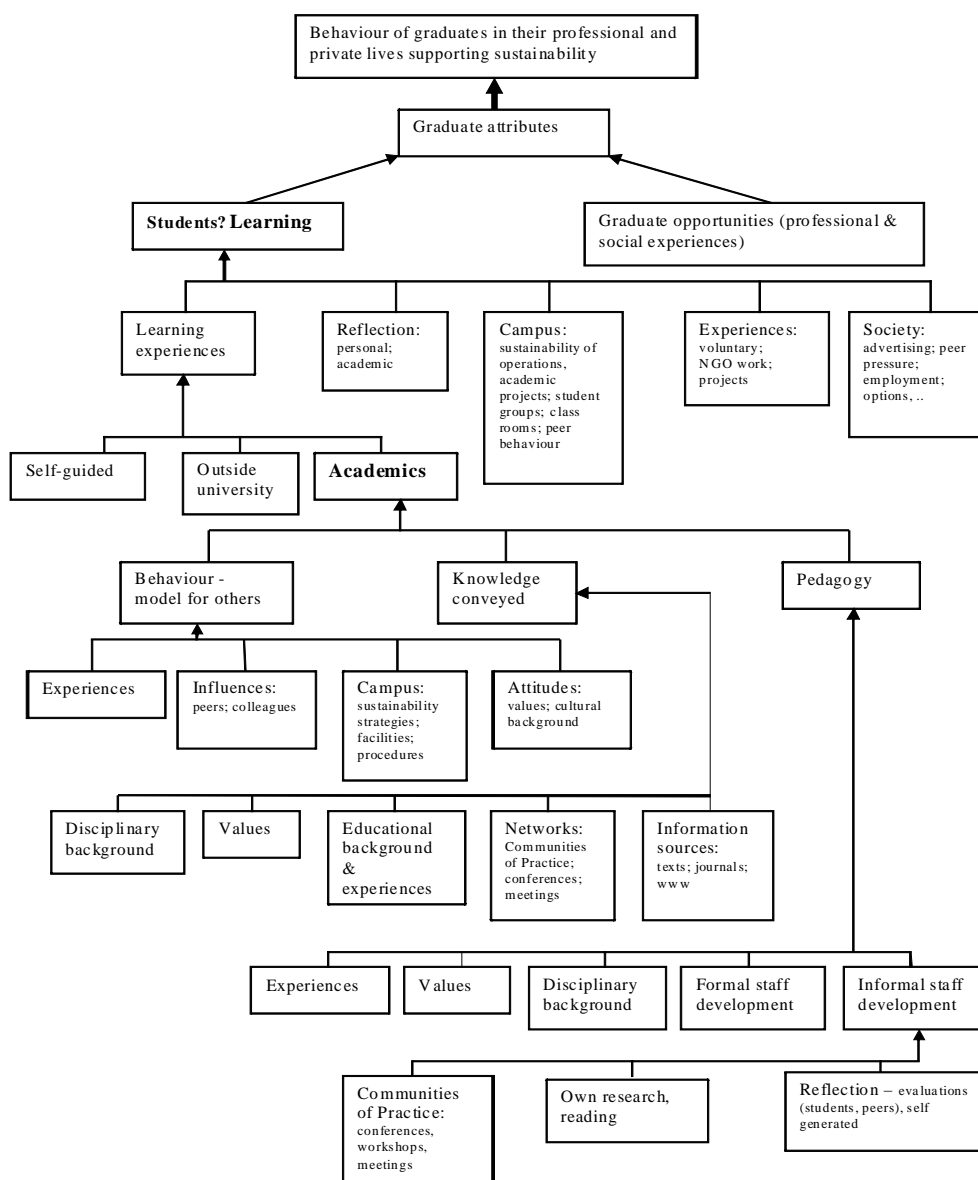 Behaviour of graduates in their professional and
private lives supporting sustainability
Graduate attributes
Students? Learning
Graduate opportunities (professional &
social experiences)
Learning
experiences
Reflection:
personal;
academic
Campus:
sustainability of
operations,
academic
projects; student
groups; class
rooms; peer
behaviour
Experiences:
voluntary;
NGO work;
projects
Society:
advertising; peer
pressure;
employment;
options, ..
Self-guided
Outside
university
Academics
Behaviour -
model for others
Knowledge
conveyed
Pedagogy
Experiences
Influences:
peers; colleagues
Campus:
sustainability
strategies;
facilities;
procedures
Attitudes:
values; cultural
background
Disciplinary
background
Values
Educational
background
&
experiences
Networks:
Communities
of Practice;
conferences;
meetings
Information
sources:
texts; journals;
www
Experiences
Values
Disciplinary
background
Formal staff
development
Informal staff
development
Communities
of Practice:
conferences,
workshops,
meetings
Own research,
reading
Reflection – evaluations
(students, peers), self
generated